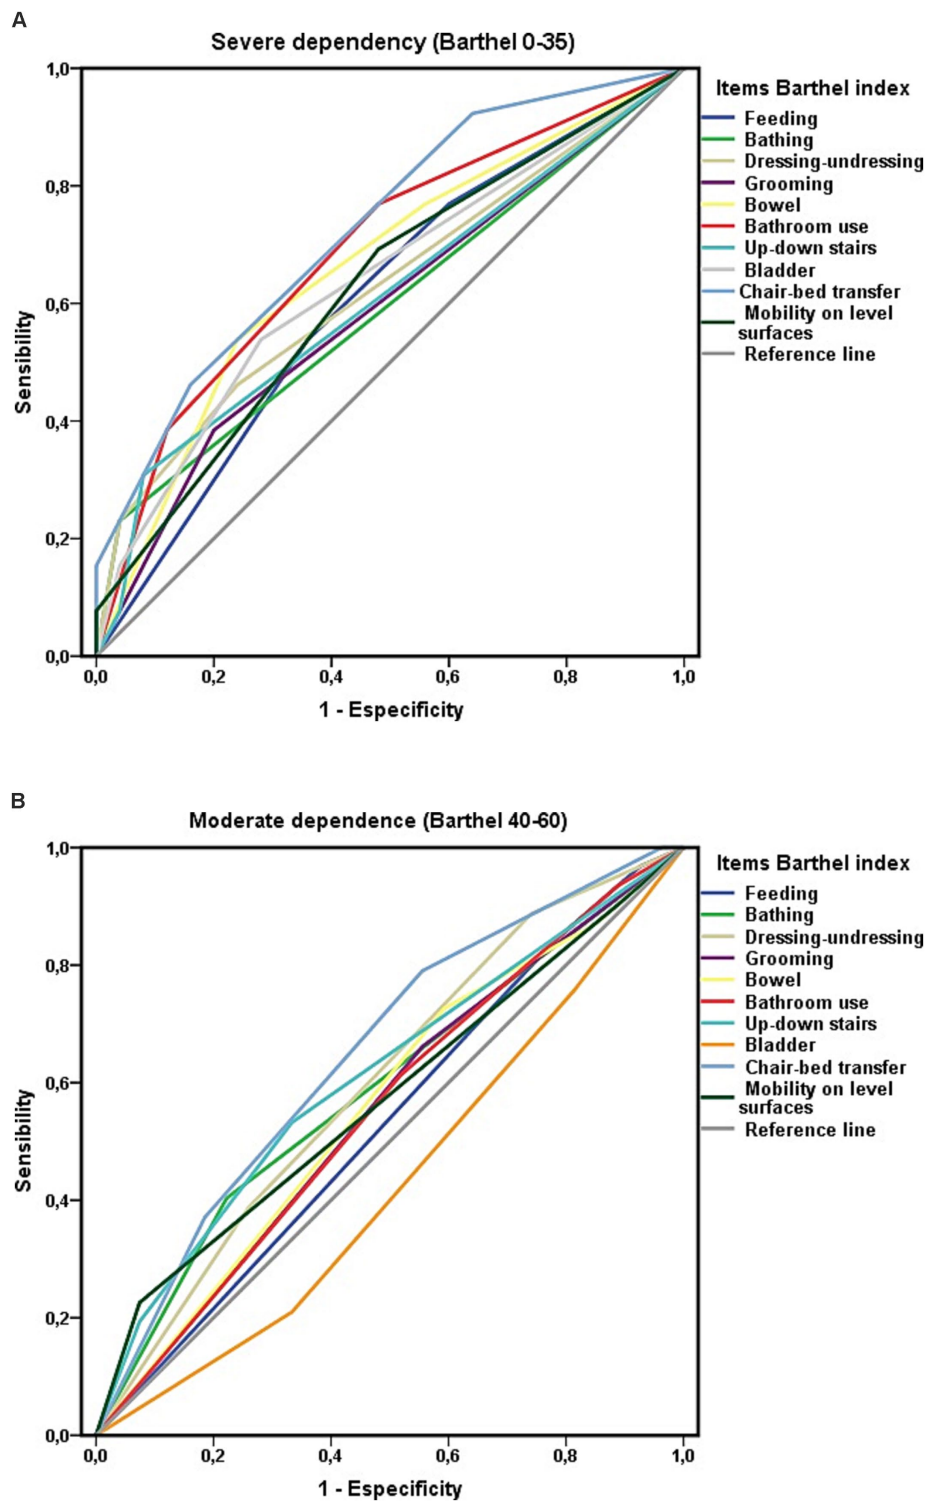 A
Severe dependency (Barthel 0-35)
1,0
0,8
0,6
0,4
0,2
0,0
Sensibility
0,0 0,2 0,4 0,6 0,8 1,0
1 - Especificity
Items Barthel index
Feeding
Bathing
Dressing-undressing
Grooming
Bowel
Bathroom use
Up-down stairs
Bladder
Chair-bed transfer
Mobility on level
surfaces
Reference line
B
Moderate dependence (Barthel 40-60)
1,0
0,8
0,6
0,4
0,2
0,0
Sensibility
0,0 0,2 0,4 0,6 0,8 1,0
1 - Especificity
Items Barthel index
Feeding
Bathing
Dressing-undressing
Grooming
Bowel
Bathroom use
Up-down stairs
Bladder
Chair-bed transfer
Mobility on level
surfaces
Reference line